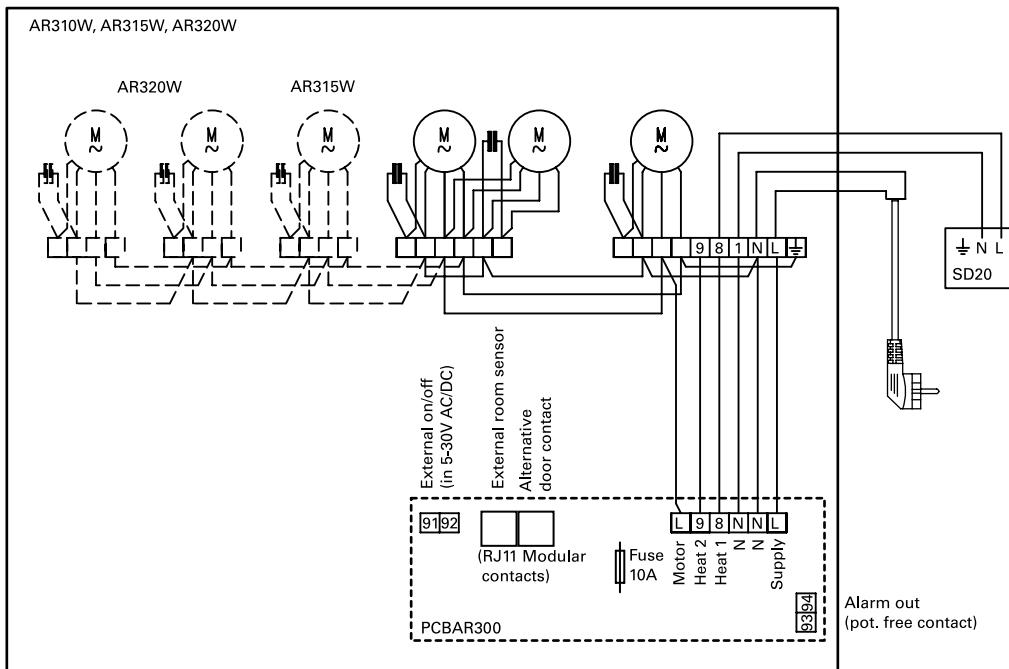 AR310W, AR315W, AR320W
AR320W
AR315W
M
~
M
~
M
~
M
~
M
~
M
~
9 8 1 N L
N L
SD20
External on/off
(in 5-30V AC/DC)
External room sensor
Alternative
door contact
91 92
(RJ11 Modular
contacts)
Fuse
10A
L 9 8 N N L
Motor
Heat 2
Heat 1
N
N
Supply
93 94
Alarm out
(pot. free contact)
PCBAR300